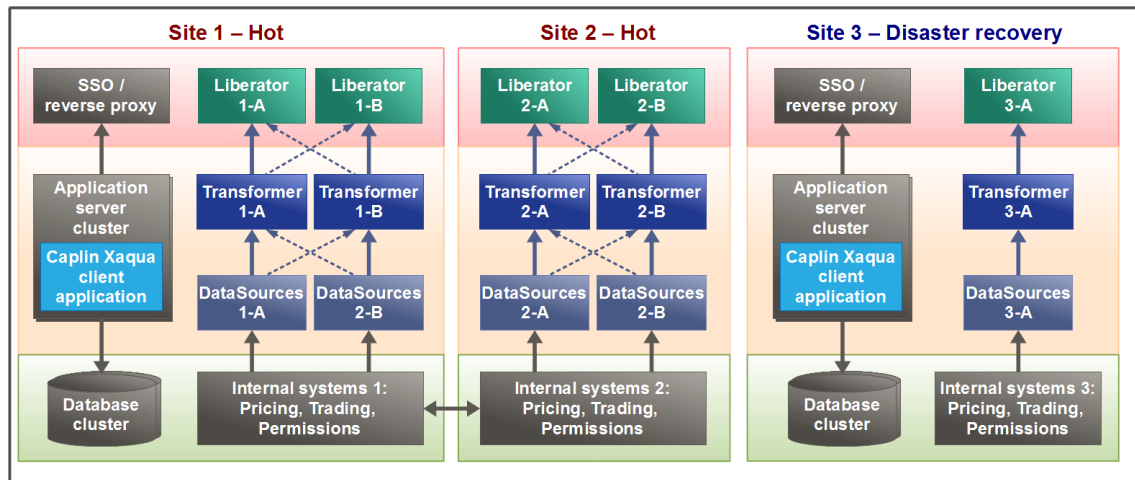 Site 1 – Hot
Site 2 – Hot
Site 3 – Disaster recovery
SSO /
reverse proxy
Liberator
1-A
Liberator
1-B
Liberator
2-A
Liberator
2-B
SSO /
reverse proxy
Liberator
3-A
Application
server
cluster
Caplin Xaqua
client
application
Transformer
1-A
Transformer
1-B
Transformer
2-A
Transformer
2-B
Application
server
cluster
Caplin Xaqua
client
application
Transformer
3-A
DataSources
1-A
DataSources
2-B
DataSources
2-A
DataSources
2-B
DataSources
3-A
Database
cluster
Internal systems 1:
Pricing, Trading,
Permissions
Internal systems 2:
Pricing, Trading,
Permissions
Database
cluster
Internal systems 3:
Pricing, Trading,
Permissions